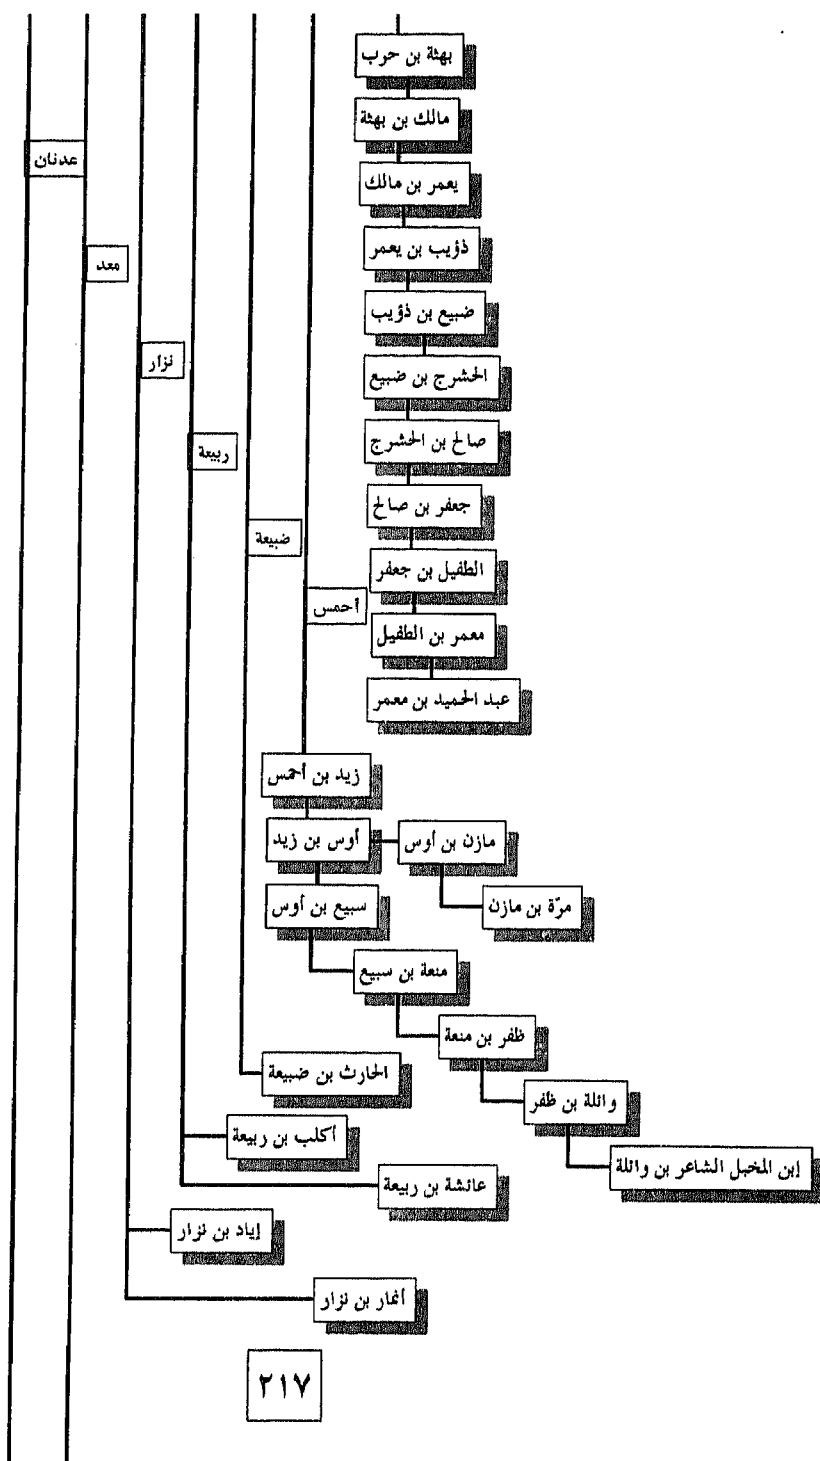 بهثة بن حرب
مالك بن بهثة
عدنان
يعمر بن مالك
ذؤيب بن يعمر
معد
ضبيع بن ذؤيب
نزار
الحشرج بن ضبيع
صالح بن الحشرج
ربيعة
جعفر بن صالح
ضبيعة
الطفيل بن جعفر
أحمس
معمر بن الطفيل
عبد الحميد بن معمر
زيد بن أحمس
مازن بن أوس
أوس بن زيد
مرّة بن مازن
سبيع بن أوس
منعة بن سبيع
ظفر بن منعة
الحارث بن ضبيعة
واثلة بن ظفر
أكلب بن ربيعة
إبن المخبل الشاعر بن واثلة
عائشة بن ربيعة
إياد بن نزار
أنمار بن نزار
٢١٧